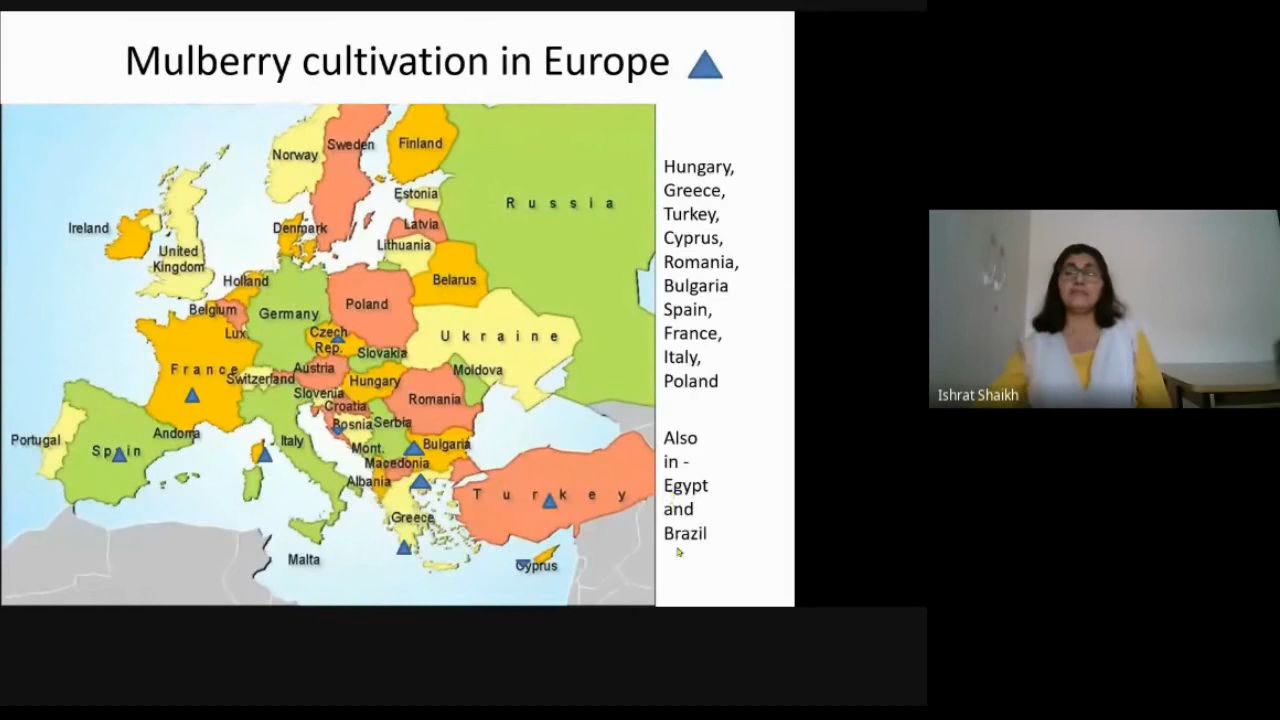 Mulberry cultivation in Europe
Norway
Sweden
Finland
Estonia
Russia
Ireland
Denmark
Latvia
Lithuania
United
Kingdom
Holland
Belarus
Belgium
Germany
Poland
Lux.
Czech
Rep.
Ukraine
Slovakia
France
Switzerland
Austria
Hungary
Moldova
Slovenia
Croatia
Romania
Portugal
Spain
Andorra
Italy
Bosnia
Serbia
Mont.
Bulgaria
Macedonia
Albania
Turkey
Greece
Malta
Cyprus
Hungary,
Greece,
Turkey,
Cyprus,
Romania,
Bulgaria
Spain,
France,
Italy,
Poland
Also
in -
Egypt
and
Brazil
Ishrat Shaikh